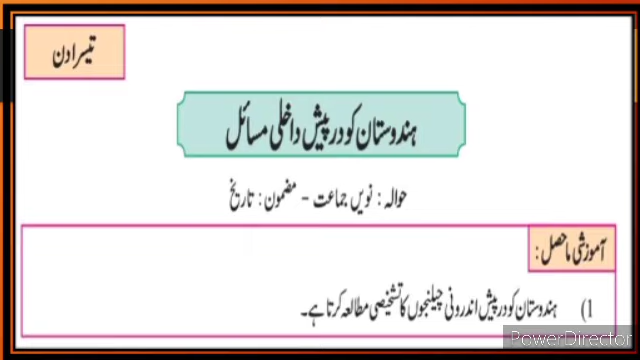 تیسرا دن
ہندوستان کو درپیش داخلی مسائل
حوالہ : نویں جماعت - مضمون : تاریخ
آموزشی ماحصل :
1) ہندوستان کو درپیش اندرونی چیلنجوں کا تشخیصی مطالعہ کرتا ہے۔
PowerDirector